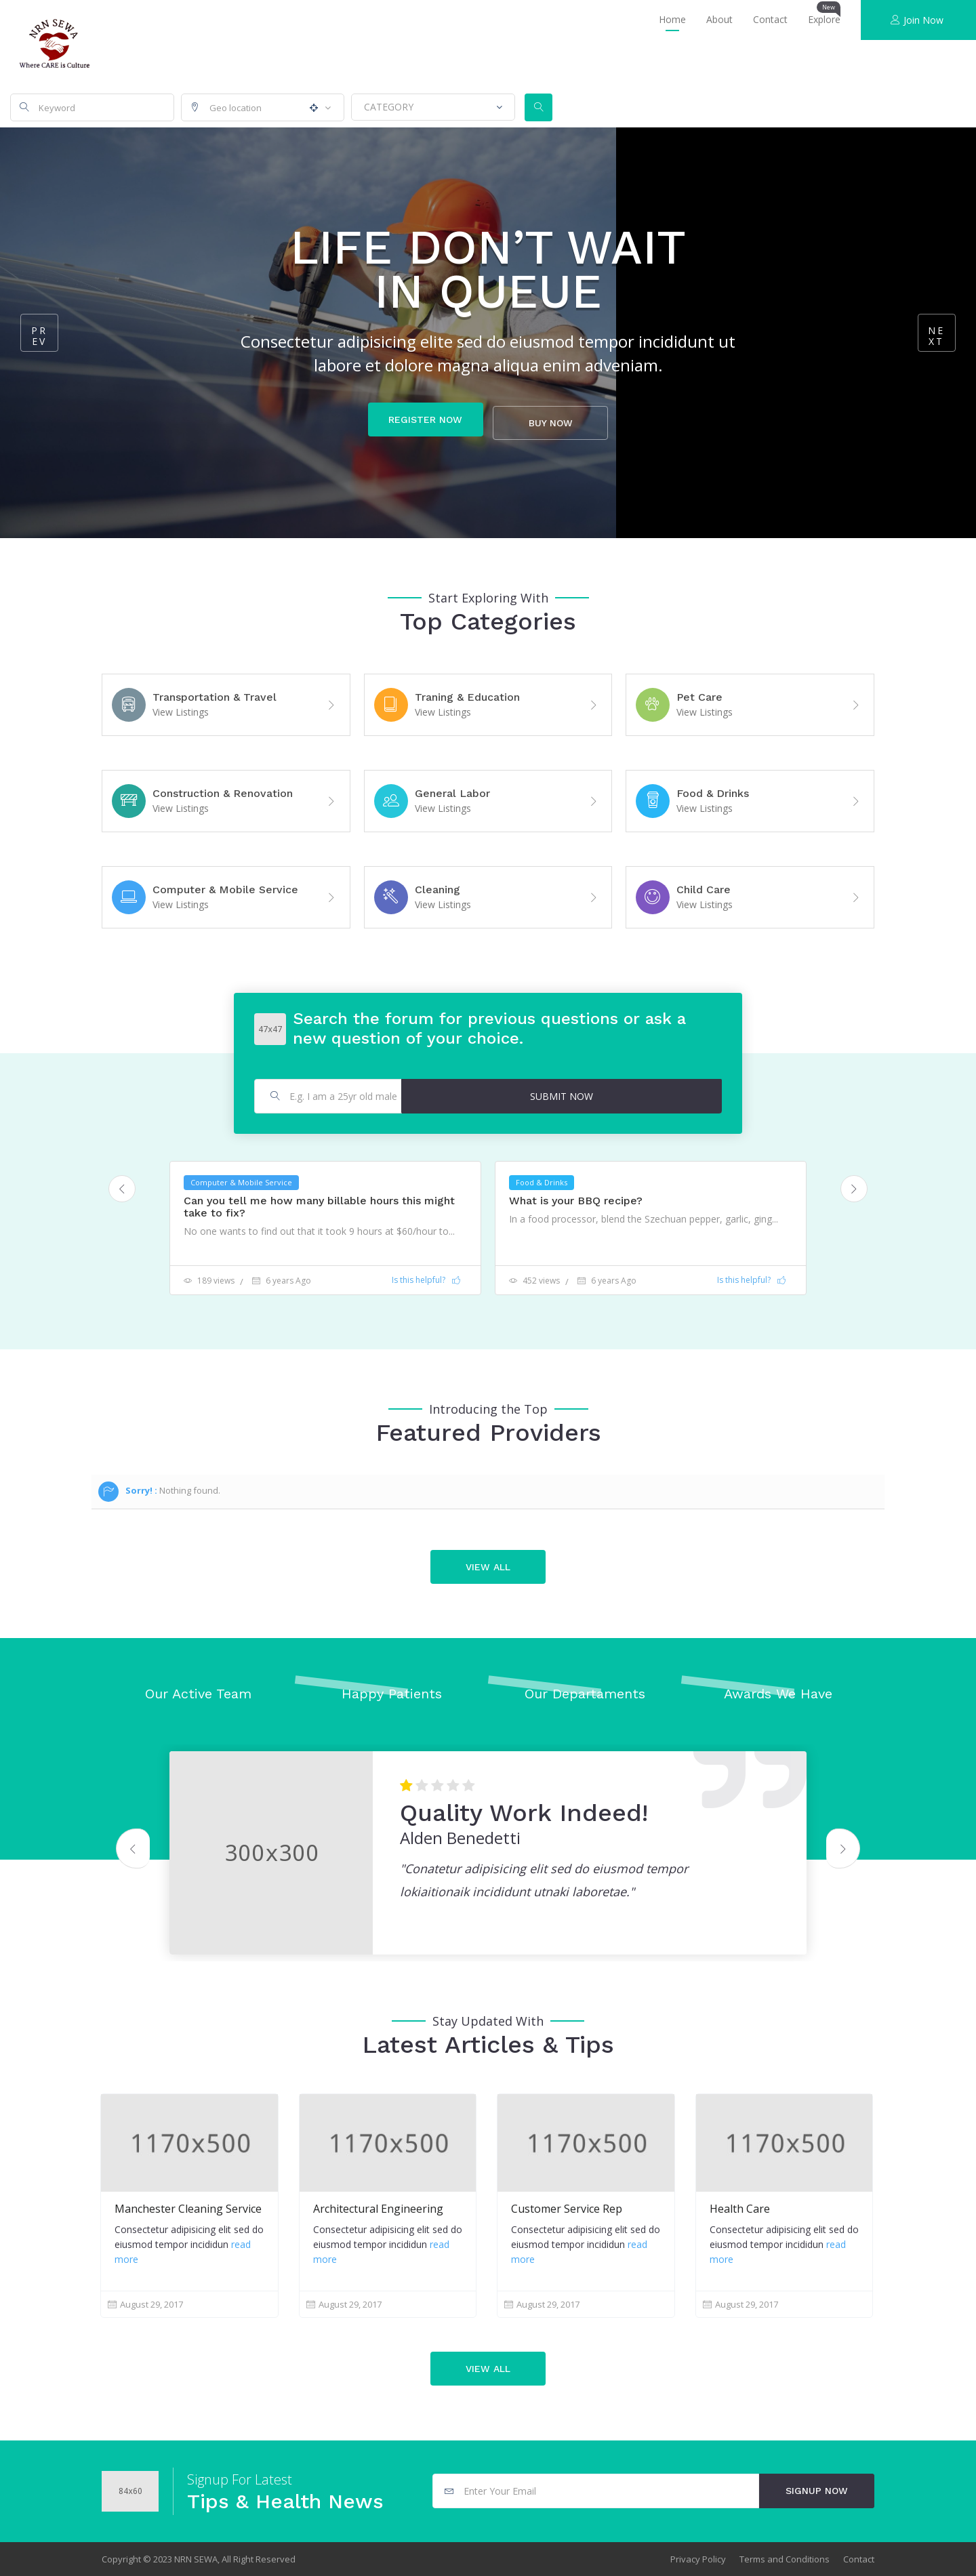 NRN SEWA
Where CARE is Culture
Home
About
Contact
Explore
New
Join Now
Keyword
Geo location
CATEGORY
LIFE DON’T WAIT
IN QUEUE
Consectetur adipisicing elite sed do eiusmod tempor incididunt ut
labore et dolore magna aliqua enim adveniam.
PR
EV
NE
XT
REGISTER NOW
BUY NOW
Start Exploring With
Top Categories
Transportation & Travel
View Listings
Traning & Education
View Listings
Pet Care
View Listings
Construction & Renovation
View Listings
General Labor
View Listings
Food & Drinks
View Listings
Computer & Mobile Service
View Listings
Cleaning
View Listings
Child Care
View Listings
47x47
Search the forum for previous questions or ask a
new question of your choice.
E.g. I am a 25yr old male
SUBMIT NOW
Computer & Mobile Service
Can you tell me how many billable hours this might
take to fix?
No one wants to find out that it took 9 hours at $60/hour to...
189 views / 6 years Ago
Is this helpful?
Food & Drinks
What is your BBQ recipe?
In a food processor, blend the Szechuan pepper, garlic, ging...
452 views / 6 years Ago
Is this helpful?
Introducing the Top
Featured Providers
Sorry! : Nothing found.
VIEW ALL
Our Active Team
Happy Patients
Our Departaments
Awards We Have
300x300
Quality Work Indeed!
Alden Benedetti
"Conatetur adipisicing elit sed do eiusmod tempor
lokiaitionaik incididunt utnaki laboretae."
Stay Updated With
Latest Articles & Tips
1170x500
Manchester Cleaning Service
Consectetur adipisicing elit sed do
eiusmod tempor incididun read
more
August 29, 2017
1170x500
Architectural Engineering
Consectetur adipisicing elit sed do
eiusmod tempor incididun read
more
August 29, 2017
1170x500
Customer Service Rep
Consectetur adipisicing elit sed do
eiusmod tempor incididun read
more
August 29, 2017
1170x500
Health Care
Consectetur adipisicing elit sed do
eiusmod tempor incididun read
more
August 29, 2017
VIEW ALL
84x60
Signup For Latest
Tips & Health News
Enter Your Email
SIGNUP NOW
Copyright © 2023 NRN SEWA, All Right Reserved
Privacy Policy
Terms and Conditions
Contact